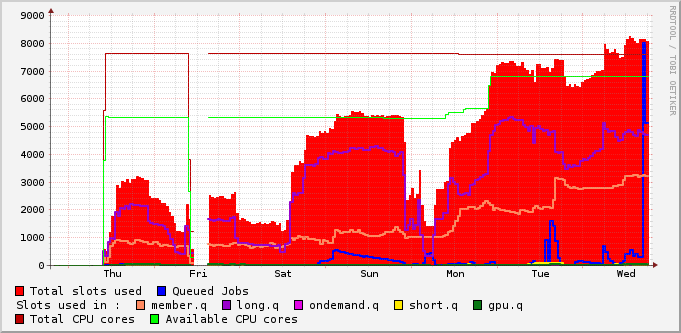 9000
8000
7000
6000
5000
4000
3000
2000
1000
0
Thu Fri Sat Sun Mon Tue Wed
RRDTOOL / TOBI OETIKER
Total slots used Queued Jobs
Slots used in : member.q long.q ondemand.q short.q gpu.q
Total CPU cores Available CPU cores